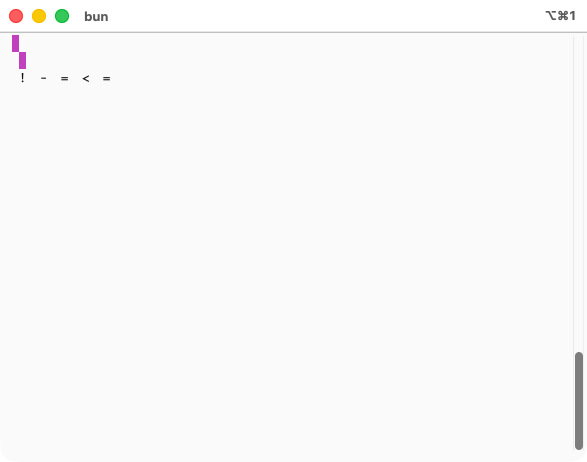 bun ⌥⌘1
! - = < =